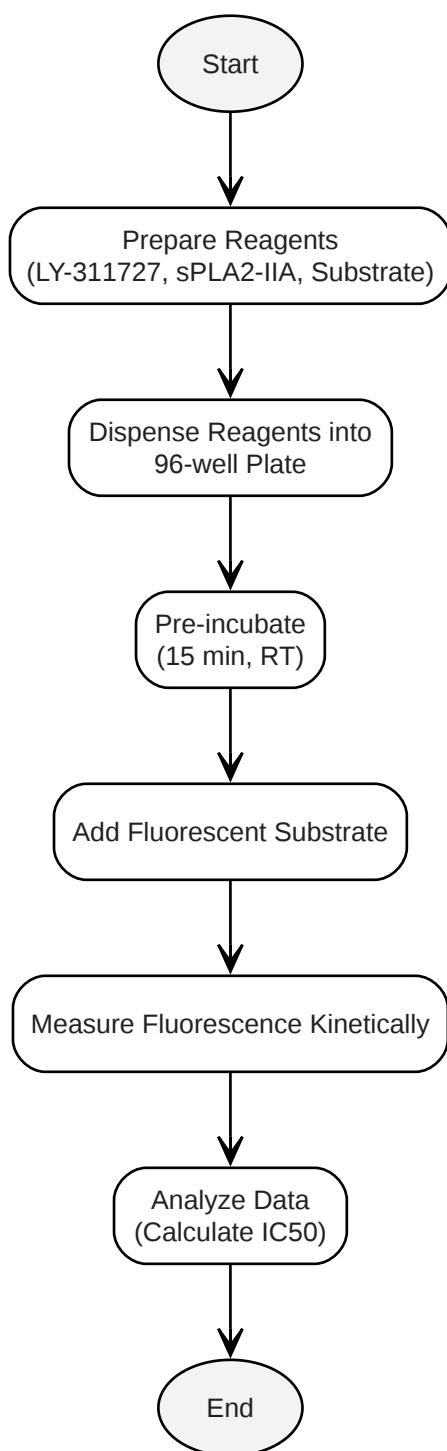 Start
Prepare Reagents
(LY-311727, sPLA2-IIA, Substrate)
Dispense Reagents into
96-well Plate
Pre-incubate
(15 min, RT)
Add Fluorescent Substrate
Measure Fluorescence Kinetically
Analyze Data
(Calculate IC50)
End